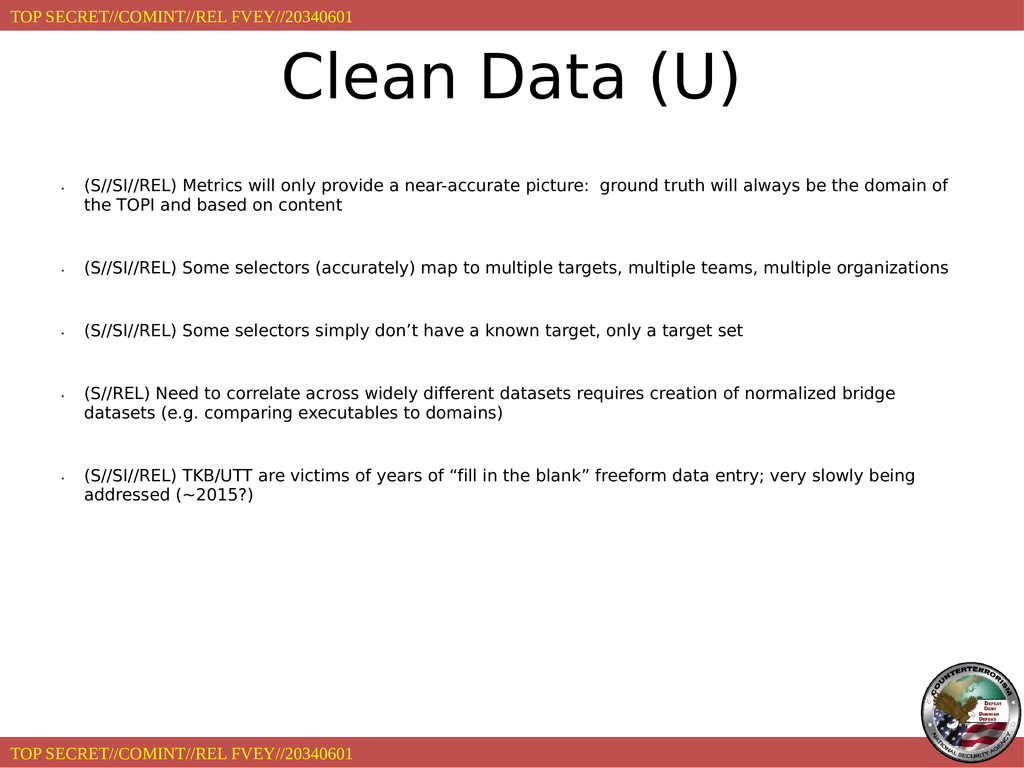 TOP SECRET//COMINT//REL FVEY//20340601
Clean Data (U)
(S//SI//REL) Metrics will only provide a near-accurate picture:  ground truth will always be the domain of
the TOPI and based on content
(S//SI//REL) Some selectors (accurately) map to multiple targets, multiple teams, multiple organizations
(S//SI//REL) Some selectors simply don’t have a known target, only a target set
(S//REL) Need to correlate across widely different datasets requires creation of normalized bridge
datasets (e.g. comparing executables to domains)
(S//SI//REL) TKB/UTT are victims of years of “fill in the blank” freeform data entry; very slowly being
addressed (~2015?)
COUNTERTERRORISM
DEFEAT
DENY
DIMINISH
DEFEND
NATIONAL SECURITY AGENCY
TOP SECRET//COMINT//REL FVEY//20340601